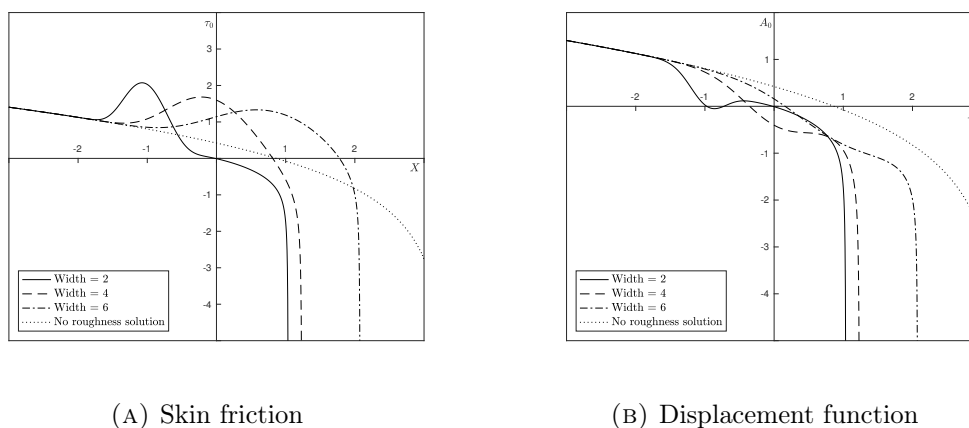 τ₀
3
2
1
-1
-2
-3
-4
-2
-1
1
2
X
Width = 2
Width = 4
Width = 6
No roughness solution
A₀
1
-1
-2
-3
-4
-2
-1
1
2
Width = 2
Width = 4
Width = 6
No roughness solution
(A) Skin friction
(B) Displacement function